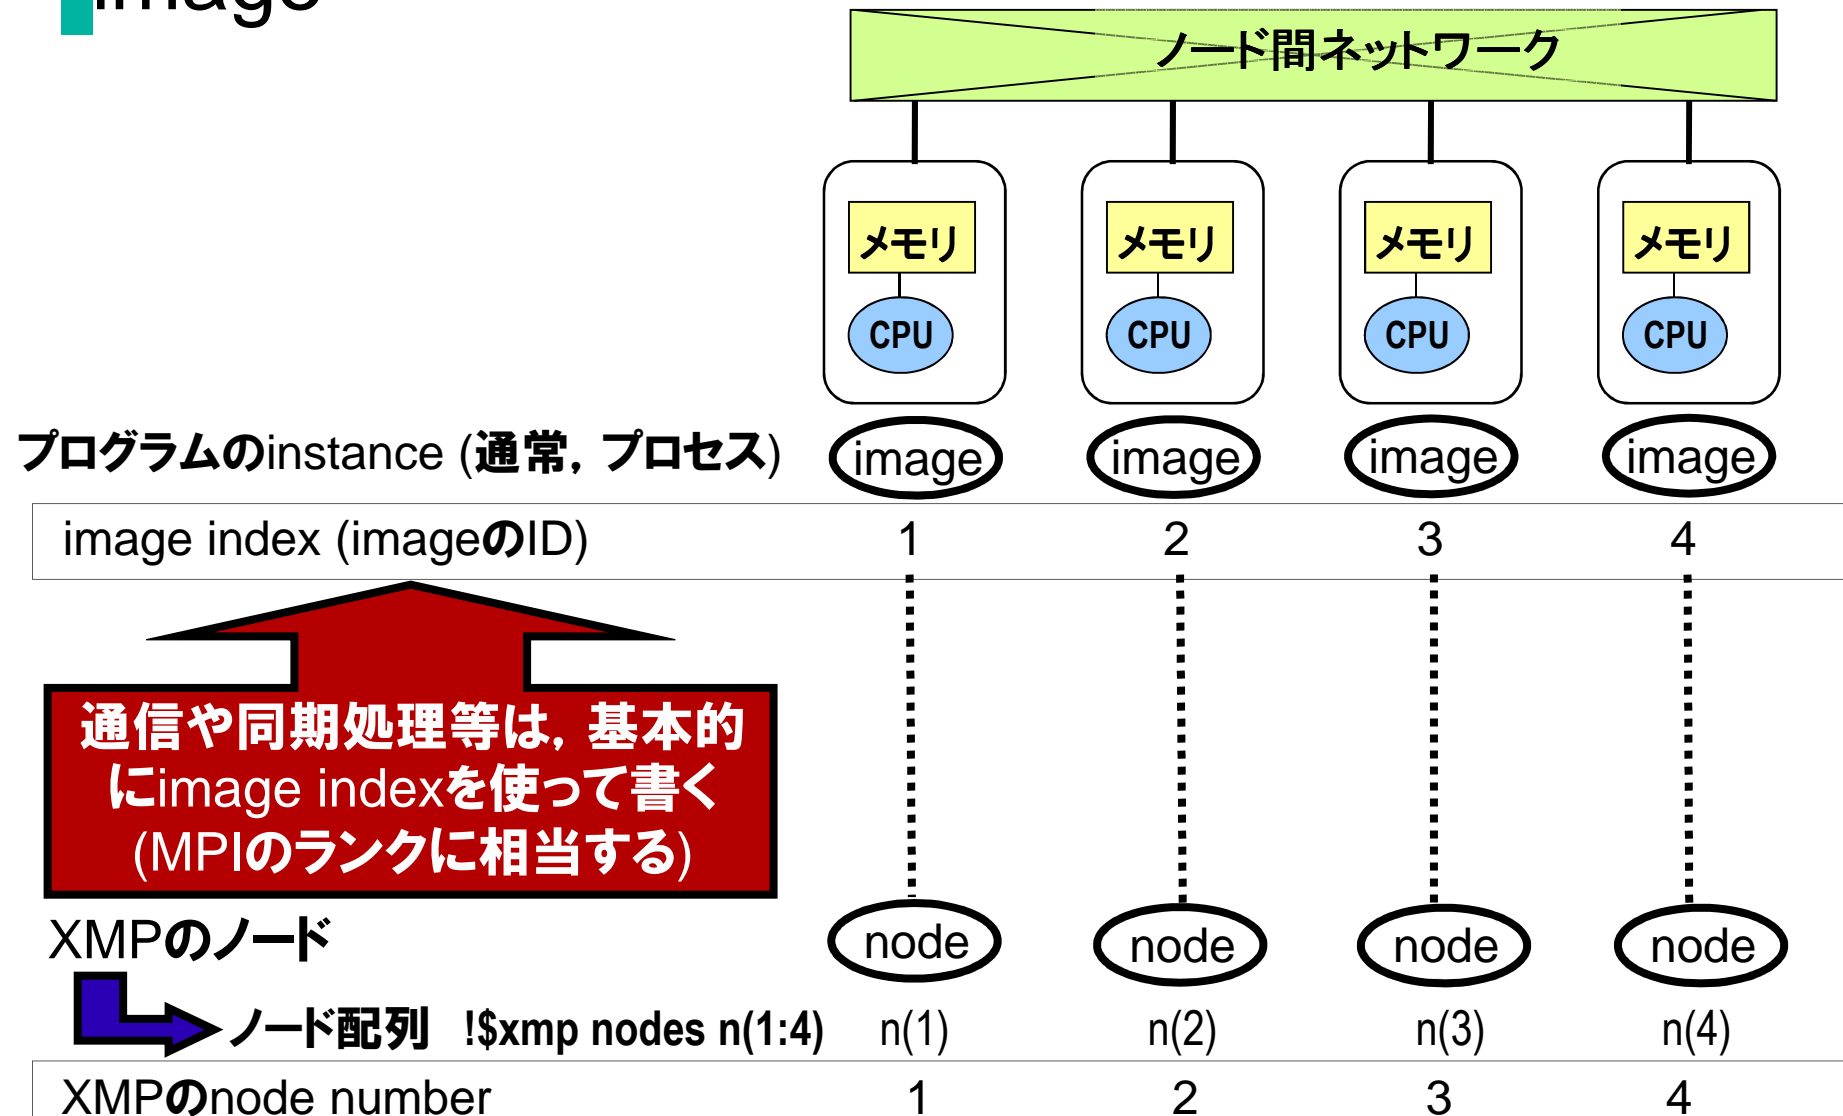 image
ノード間ネットワーク
メモリ メモリ メモリ メモリ
CPU CPU CPU CPU
プログラムのinstance (通常, プロセス) image image image image
image index (imageのID) 1 2 3 4
通信や同期処理等は, 基本的
にimage indexを使って書く
(MPIのランクに相当する)
XMPのノード node node node node
ノード配列 !$xmp nodes n(1:4) n(1) n(2) n(3) n(4)
XMPのnode number 1 2 3 4